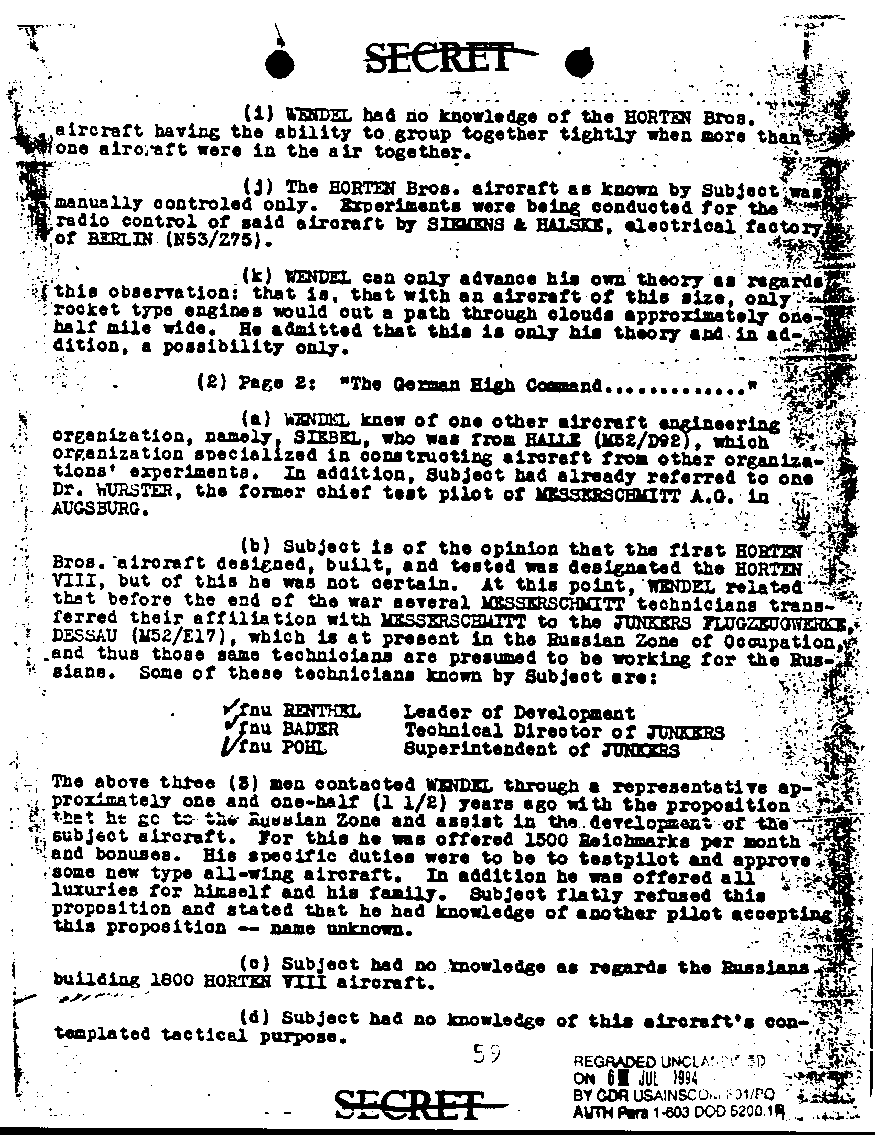 SECRET
(i) WENDEL had no knowledge of the HORTEN Bros.
aircraft having the ability to group together tightly when more than
one aircraft were in the air together.
(j) The HORTEN Bros. aircraft as known by Subject was
manually controled only. Experiments were being conducted for the
radio control of said aircraft by SIEMENS & HALSKE, electrical factory
of BERLIN (N53/Z75).
(k) WENDEL can only advance his own theory as regards
this observation; that is, that with an aircraft of this size, only
rocket type engines would cut a path through clouds approximately one-
half mile wide. He admitted that this is only his theory and in ad-
dition, a possibility only.
(2) Page 2: "The German High Command............."
(a) WENDEL knew of one other aircraft engineering
organization, namely, SIEBEL, who was from HALLE (M52/D92), which
organization specialized in constructing aircraft from other organiza-
tions' experiments. In addition, Subject had already referred to one
Dr. WURSTER, the former chief test pilot of MESSERSCHMITT A.G. in
AUGSBURG.
(b) Subject is of the opinion that the first HORTEN
Bros. aircraft designed, built, and tested was designated the HORTEN
VIII, but of this he was not certain. At this point, WENDEL related
that before the end of the war several MESSERSCHMITT technicians trans-
ferred their affiliation with MESSERSCHMITT to the JUNKERS FLUGZEUGWERKE,
DESSAU (M52/E17), which is at present in the Russian Zone of Occupation,
and thus those same technicians are presumed to be working for the Rus-
sians. Some of these technicians known by Subject are:
fnu RENTHEL Leader of Development
fnu BADER Technical Director of JUNKERS
fnu POHL Superintendent of JUNKERS
The above three (3) men contacted WENDEL through a representative ap-
proximately one and one-half (1 1/2) years ago with the proposition
that he go to the Russian Zone and assist in the development of the
subject aircraft. For this he was offered 1500 Reichmarks per month
and bonuses. His specific duties were to be to testpilot and approve
some new type all-wing aircraft. In addition he was offered all
luxuries for himself and his family. Subject flatly refused this
proposition and stated that he had knowledge of another pilot accepting
this proposition -- name unknown.
(c) Subject had no knowledge as regards the Russians
building 1800 HORTEN VIII aircraft.
(d) Subject had no knowledge of this aircraft's con-
templated tactical purpose.
59
REGRADED
ON 6 JUL 1994
BY CDR
AUTH Para 1-603 DOD 5200.1R
SECRET